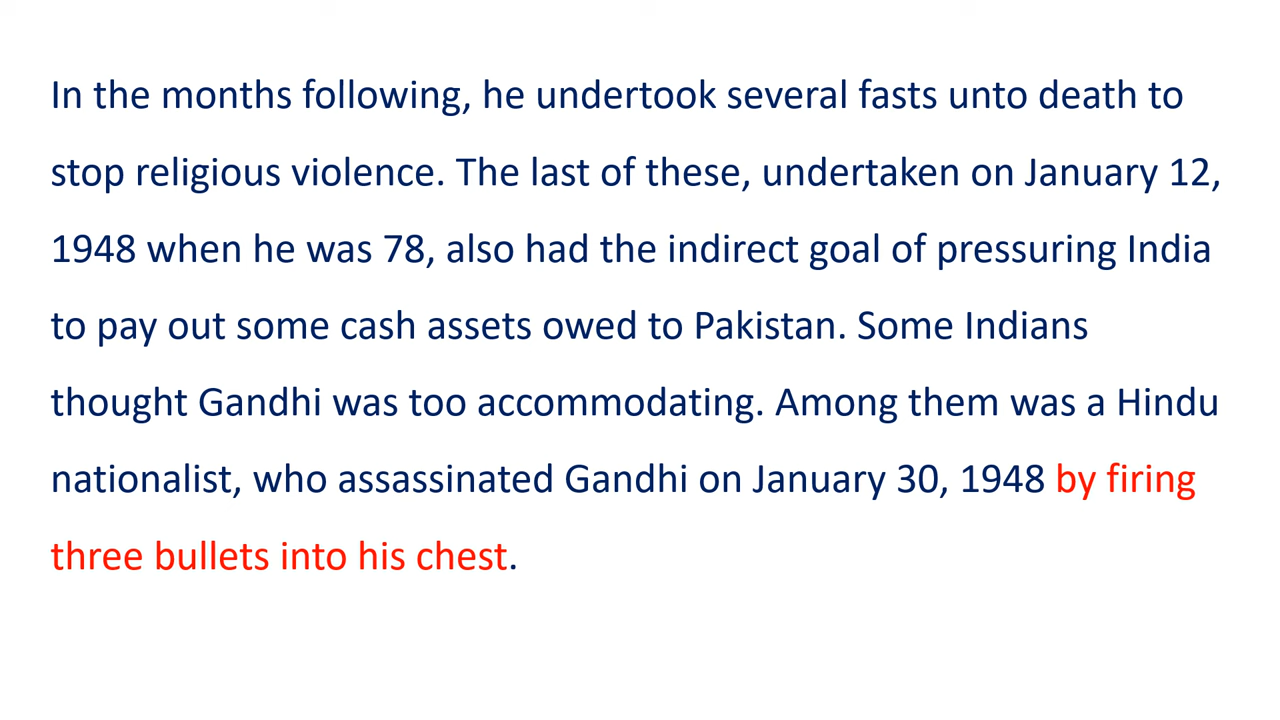 In the months following, he undertook several fasts unto death to
stop religious violence. The last of these, undertaken on January 12,
1948 when he was 78, also had the indirect goal of pressuring India
to pay out some cash assets owed to Pakistan. Some Indians
thought Gandhi was too accommodating. Among them was a Hindu
nationalist, who assassinated Gandhi on January 30, 1948 by firing
three bullets into his chest.